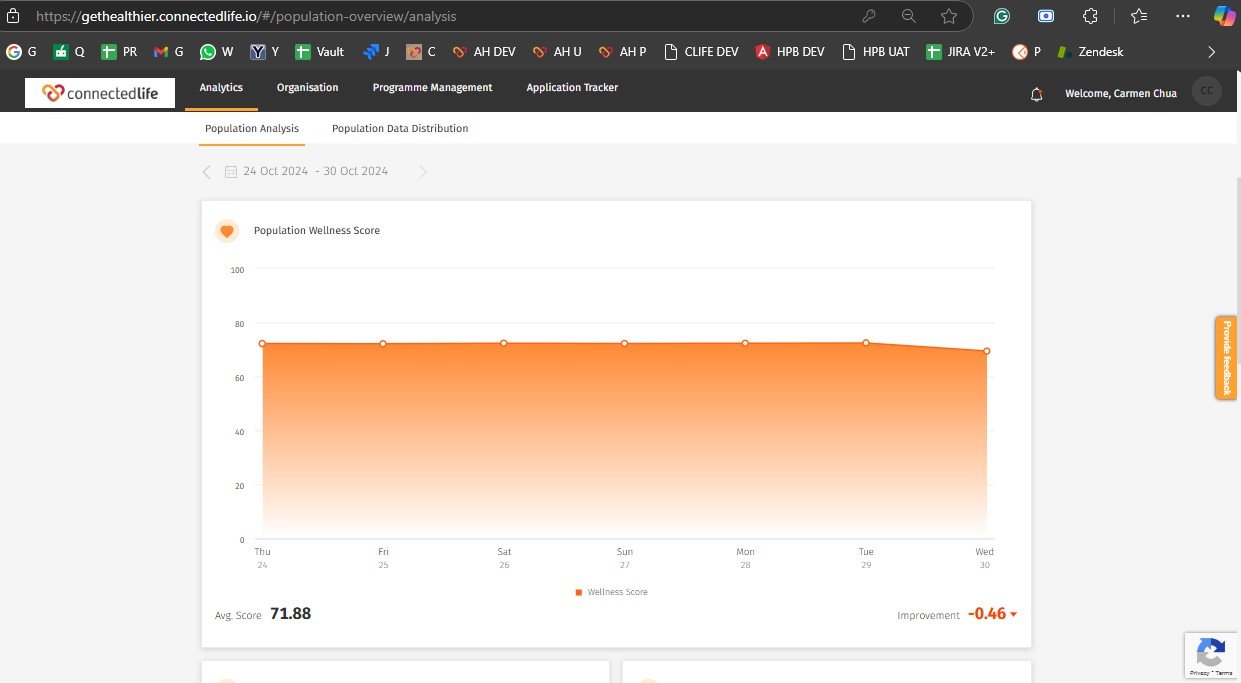 https://gethealthier.connectedlife.io/#/population-overview/analysis
G Q PR G W Y Vault J C AH DEV AH U AH P CLIFE DEV HPB DEV HPB UAT JIRA V2+ P Zendesk
connectedlife Analytics Organisation Programme Management Application Tracker Welcome, Carmen Chua CC
Population Analysis Population Data Distribution
24 Oct 2024 - 30 Oct 2024
Population Wellness Score
100
80
60
40
20
0
Thu Fri Sat Sun Mon Tue Wed
24 25 26 27 28 29 30
Wellness Score
Avg. Score 71.88 Improvement -0.46
Provide feedback
Privacy - Terms